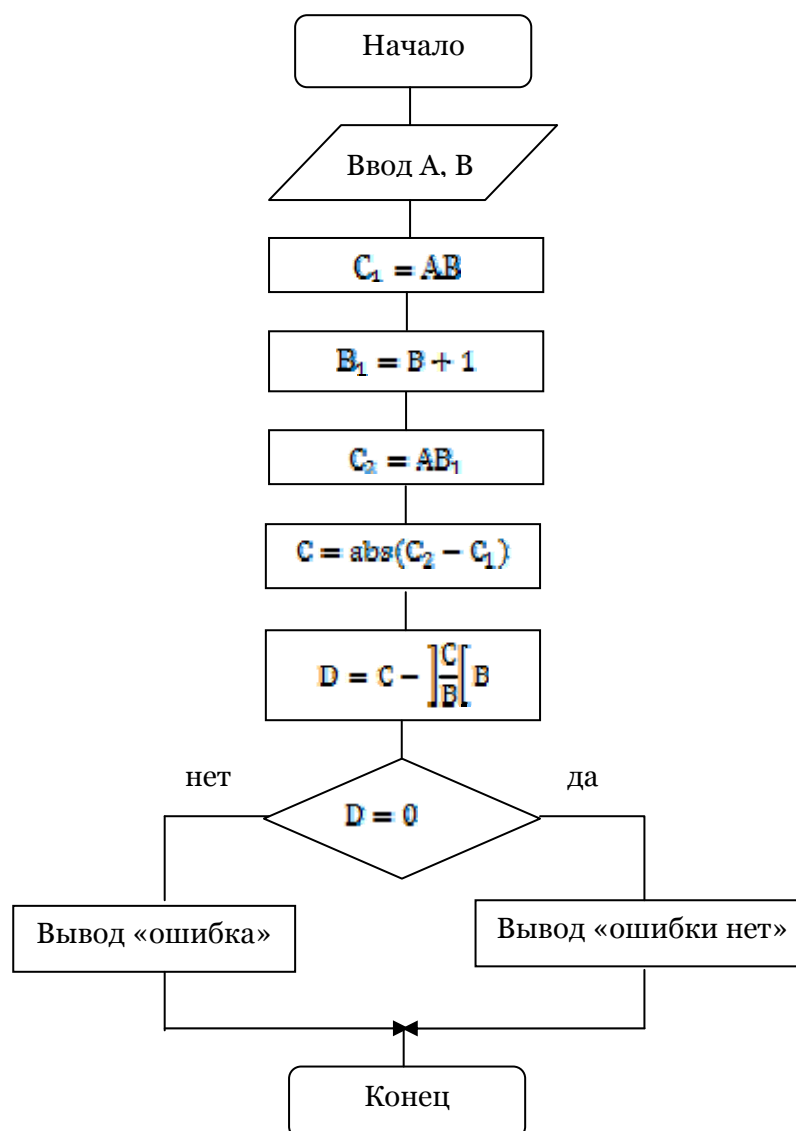 Начало
Ввод А, В
C₁ = AB
B₁ = B + 1
C₂ = AB₁
C = abs(C₂ − C₁)
D = C − ]C/B[ B
нет
да
D = 0
Вывод «ошибка»
Вывод «ошибки нет»
Конец